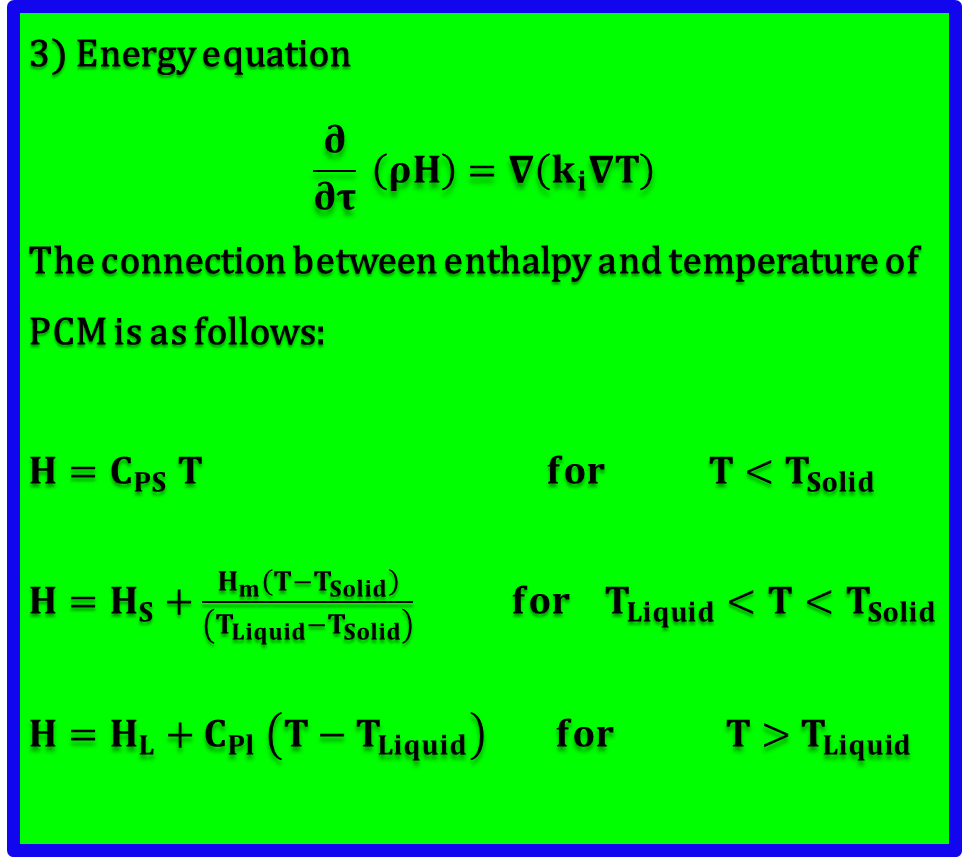 3) Energy equation
∂/∂τ (ρH) = ∇(kᵢ∇T)
The connection between enthalpy and temperature of
PCM is as follows:
H = C_PS T for T < T_Solid
H = H_S + H_m(T−T_Solid)/(T_Liquid−T_Solid) for T_Liquid < T < T_Solid
H = H_L + C_Pl (T − T_Liquid) for T > T_Liquid